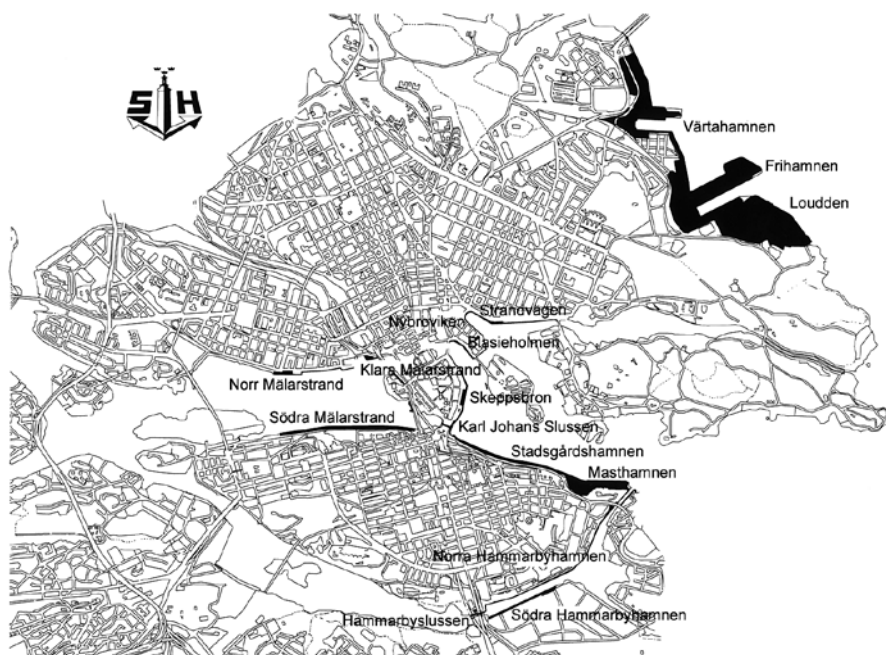 S H
Värtahamnen
Frihamnen
Loudden
Strandvägen
Nybroviken
Blasieholmen
Klara Mälarstrand
Norr Mälarstrand
Skeppsbron
Södra Mälarstrand
Karl Johans Slussen
Stadsgårdshamnen
Masthamnen
Norra Hammarbyhamnen
Södra Hammarbyhamnen
Hammarbyslussen